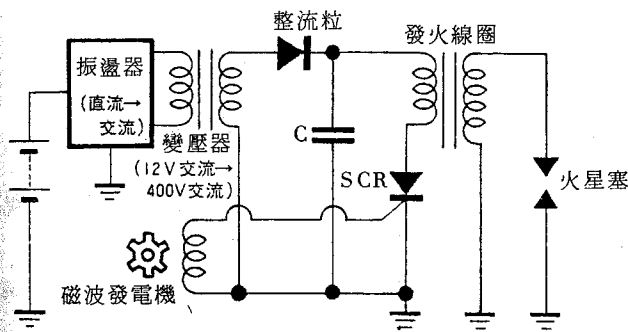 整流粒
發火線圈
振盪器
(直流→
交流)
變壓器
(12V交流→
400V交流)
C
SCR
火星塞
磁波發電機